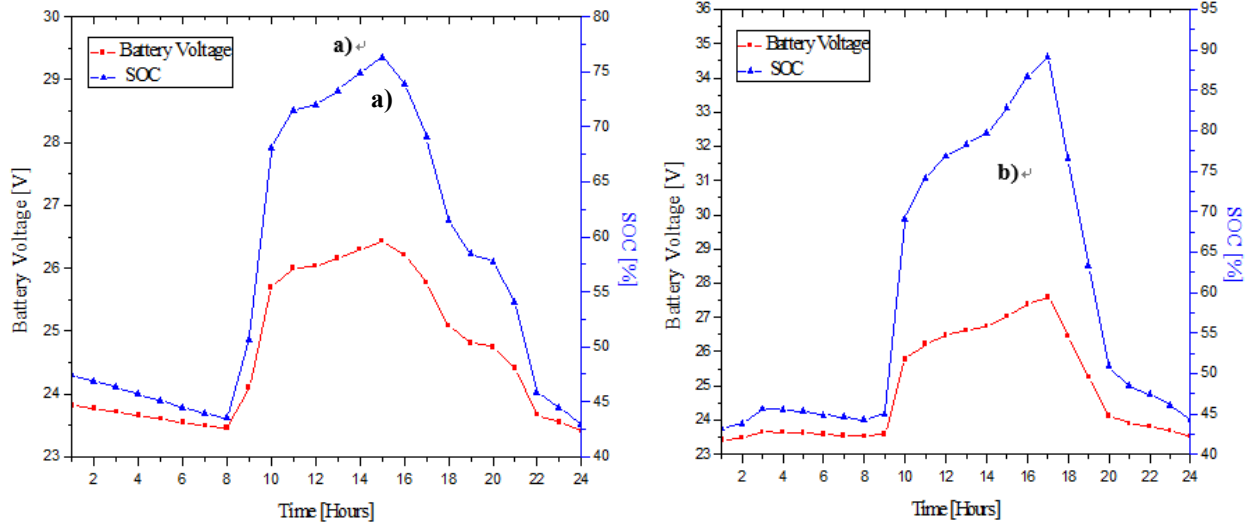 30
29
28
27
26
25
24
23
Battery Voltage [V]
Battery Voltage
SOC
a)↵
a)
80
75
70
65
60
55
50
45
40
SOC [%]
2 4 6 8 10 12 14 16 18 20 22 24
Time [Hours]
36
35
34
33
32
31
30
29
28
27
26
25
24
23
Battery Voltage [V]
Battery Voltage
SOC
b)↵
95
90
85
80
75
70
65
60
55
50
45
40
SOC [%]
2 4 6 8 10 12 14 16 18 20 22 24
Time [Hours]